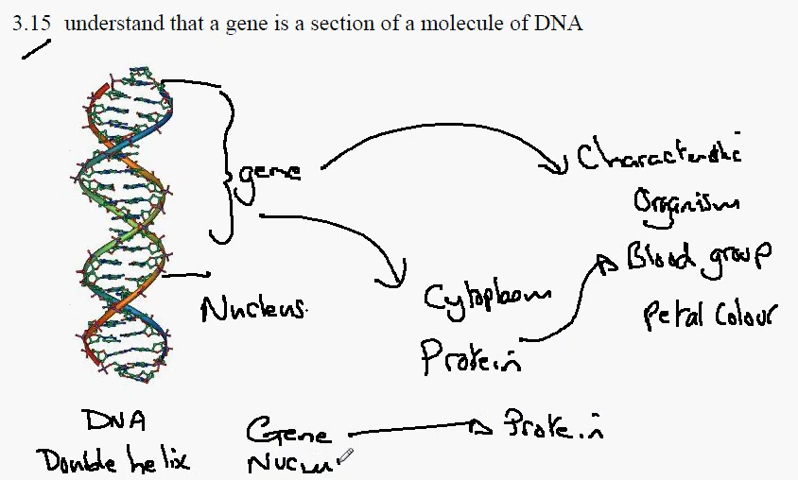 3.15 understand that a gene is a section of a molecule of DNA
gene
Characteristic
Organism
Blood group
Petal Colour
Nucleus.
Cytoplasm
Protein
DNA
Double helix
Gene
Protein